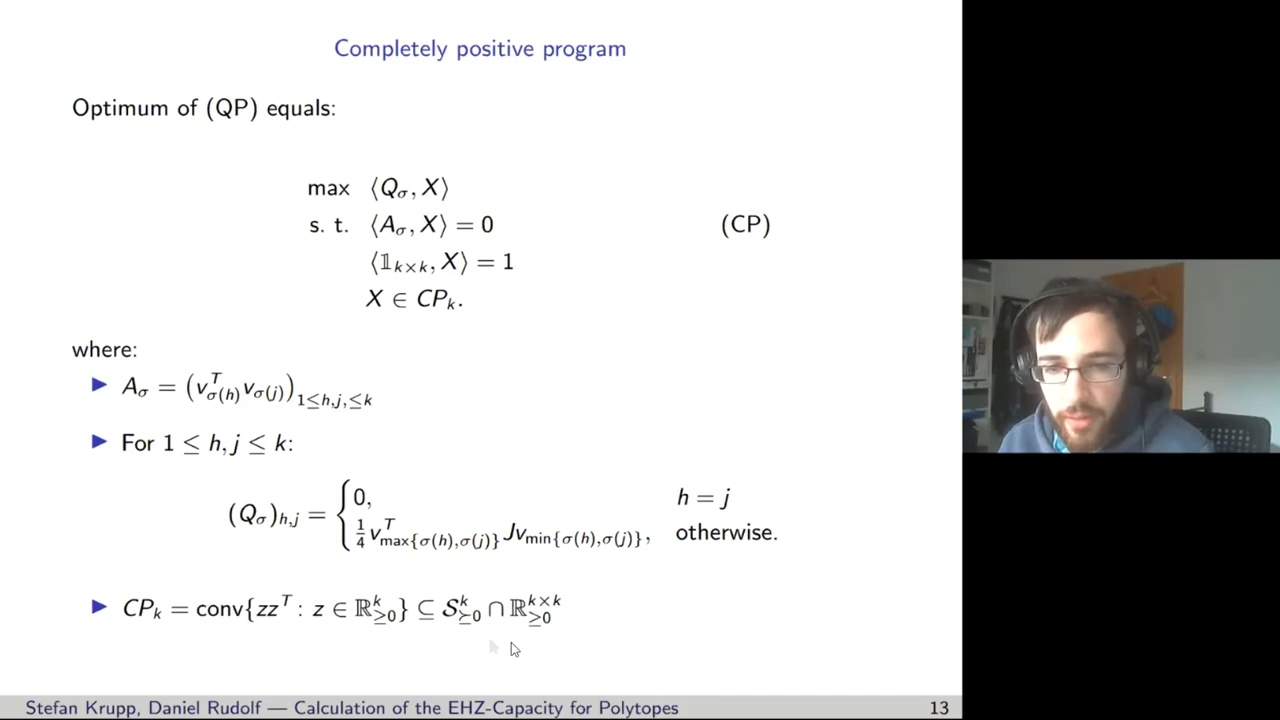 Completely positive program
Optimum of (QP) equals:
max ⟨Q_σ, X⟩
s. t. ⟨A_σ, X⟩ = 0 (CP)
⟨𝟙_{k×k}, X⟩ = 1
X ∈ CP_k.
where:
▶ A_σ = (v^T_{σ(h)} v_{σ(j)})_{1≤h,j,≤k}
▶ For 1 ≤ h, j ≤ k:
(Q_σ)_{h,j} = { 0, h = j
1/4 v^T_{max{σ(h),σ(j)}} J v_{min{σ(h),σ(j)}}, otherwise.
▶ CP_k = conv{zz^T : z ∈ ℝ^k_{≥0}} ⊆ 𝒮^k_{⪰0} ∩ ℝ^{k×k}_{≥0}
Stefan Krupp, Daniel Rudolf — Calculation of the EHZ-Capacity for Polytopes 13